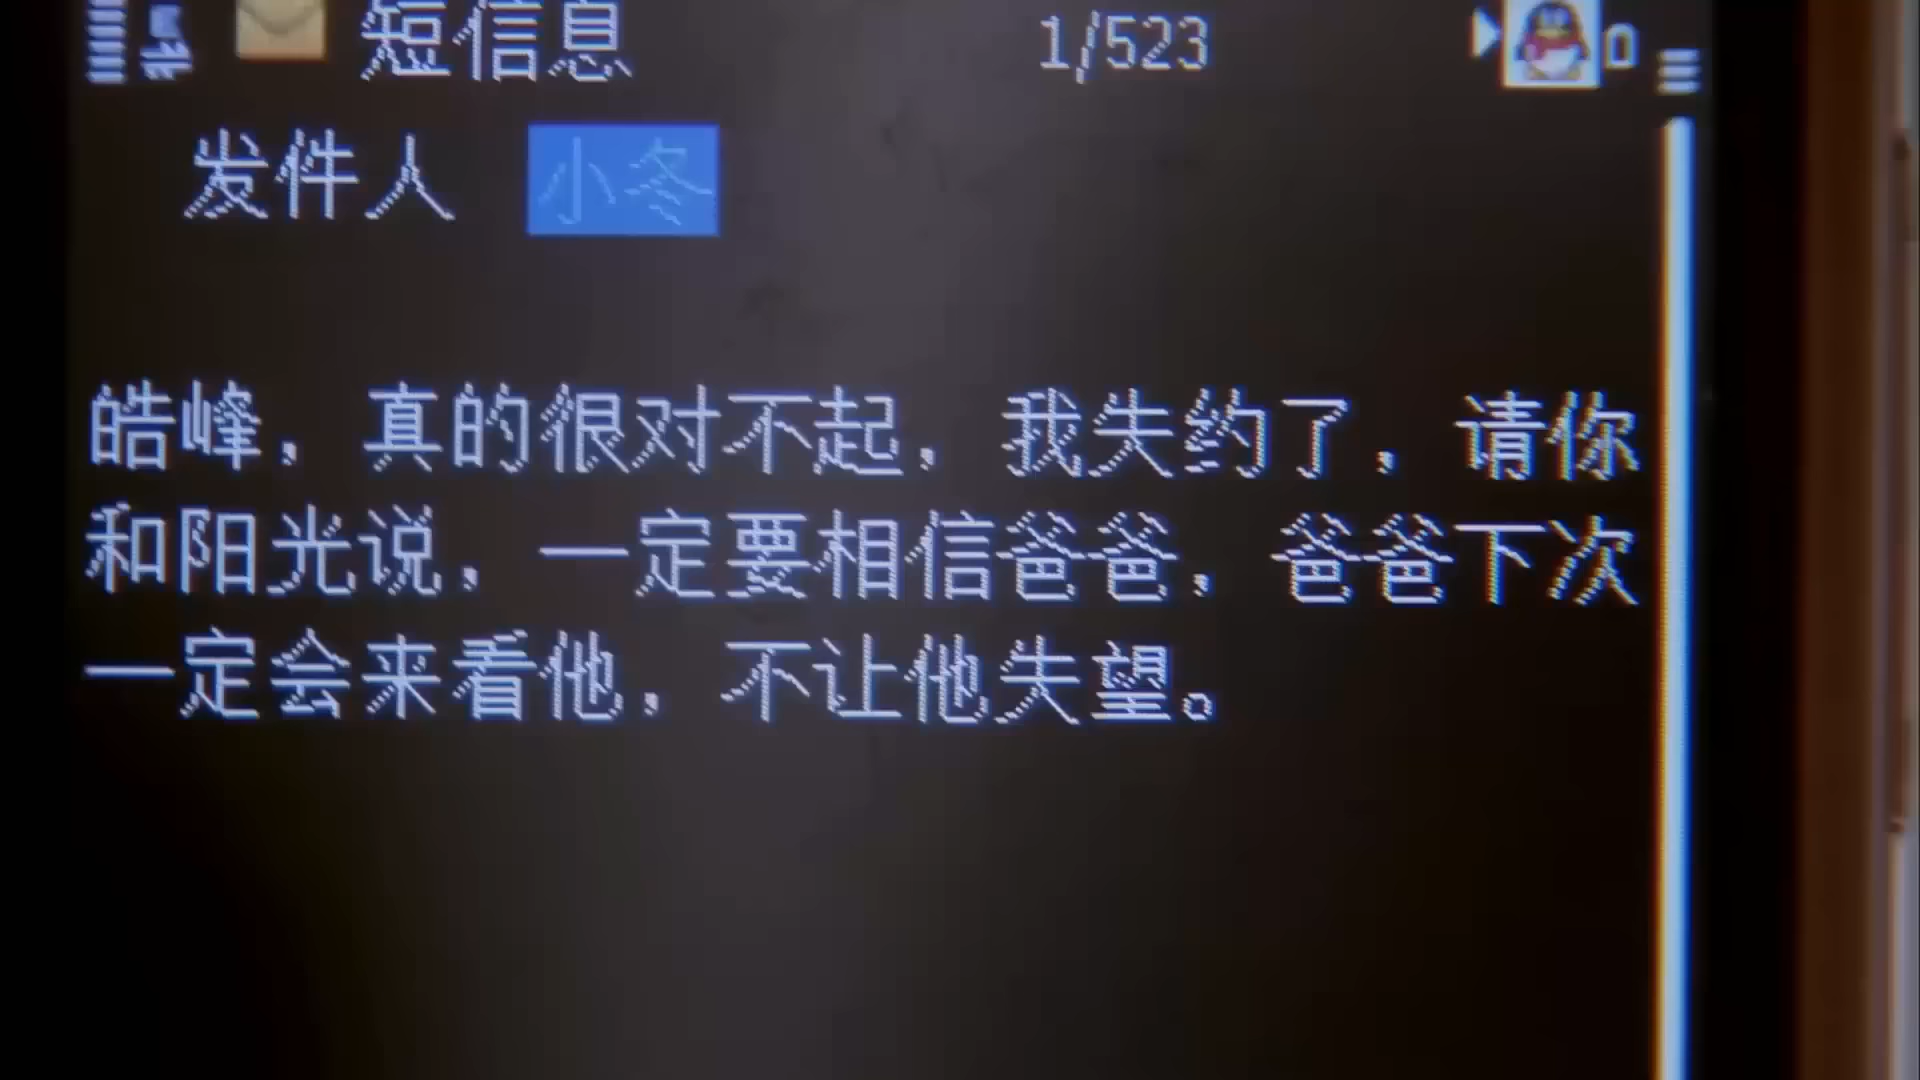 短信息 1/523 0
发件人 小冬
皓峰，真的很对不起，我失约了，请你
和阳光说，一定要相信爸爸，爸爸下次
一定会来看他，不让他失望。